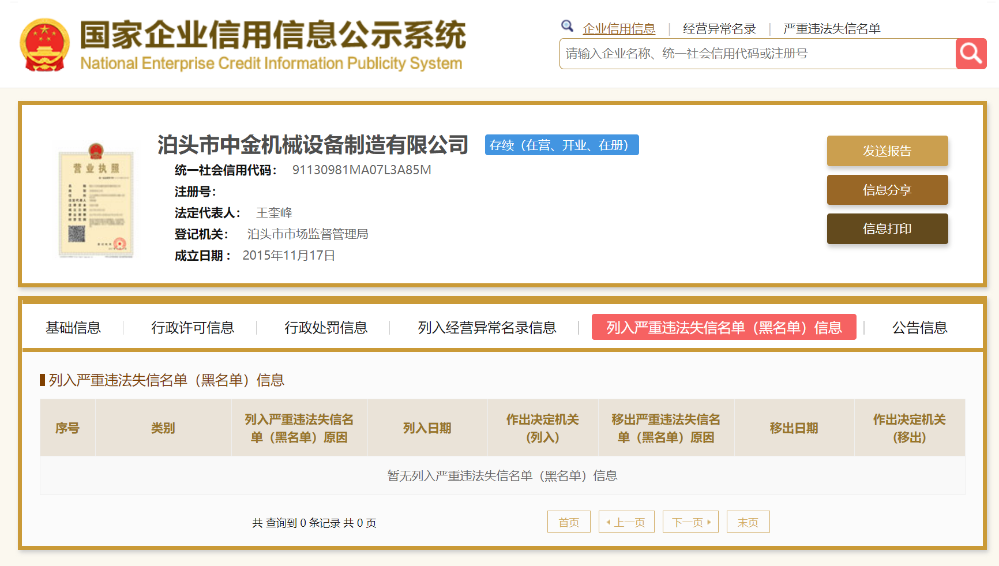 国家企业信用信息公示系统
National Enterprise Credit Information Publicity System
企业信用信息 | 经营异常名录 | 严重违法失信名单
请输入企业名称、统一社会信用代码或注册号
泊头市中金机械设备制造有限公司 存续（在营、开业、在册）
统一社会信用代码： 91130981MA07L3A85M
注册号：
法定代表人： 王奎峰
登记机关： 泊头市市场监督管理局
成立日期： 2015年11月17日
营业执照
发送报告
信息分享
信息打印
基础信息 | 行政许可信息 | 行政处罚信息 | 列入经营异常名录信息 | 列入严重违法失信名单（黑名单）信息 | 公告信息
列入严重违法失信名单（黑名单）信息
序号 类别 列入严重违法失信名单（黑名单）原因 列入日期 作出决定机关(列入) 移出严重违法失信名单（黑名单）原因 移出日期 作出决定机关(移出)
暂无列入严重违法失信名单（黑名单）信息
共 查询到 0 条记录 共 0 页 首页 上一页 下一页 末页